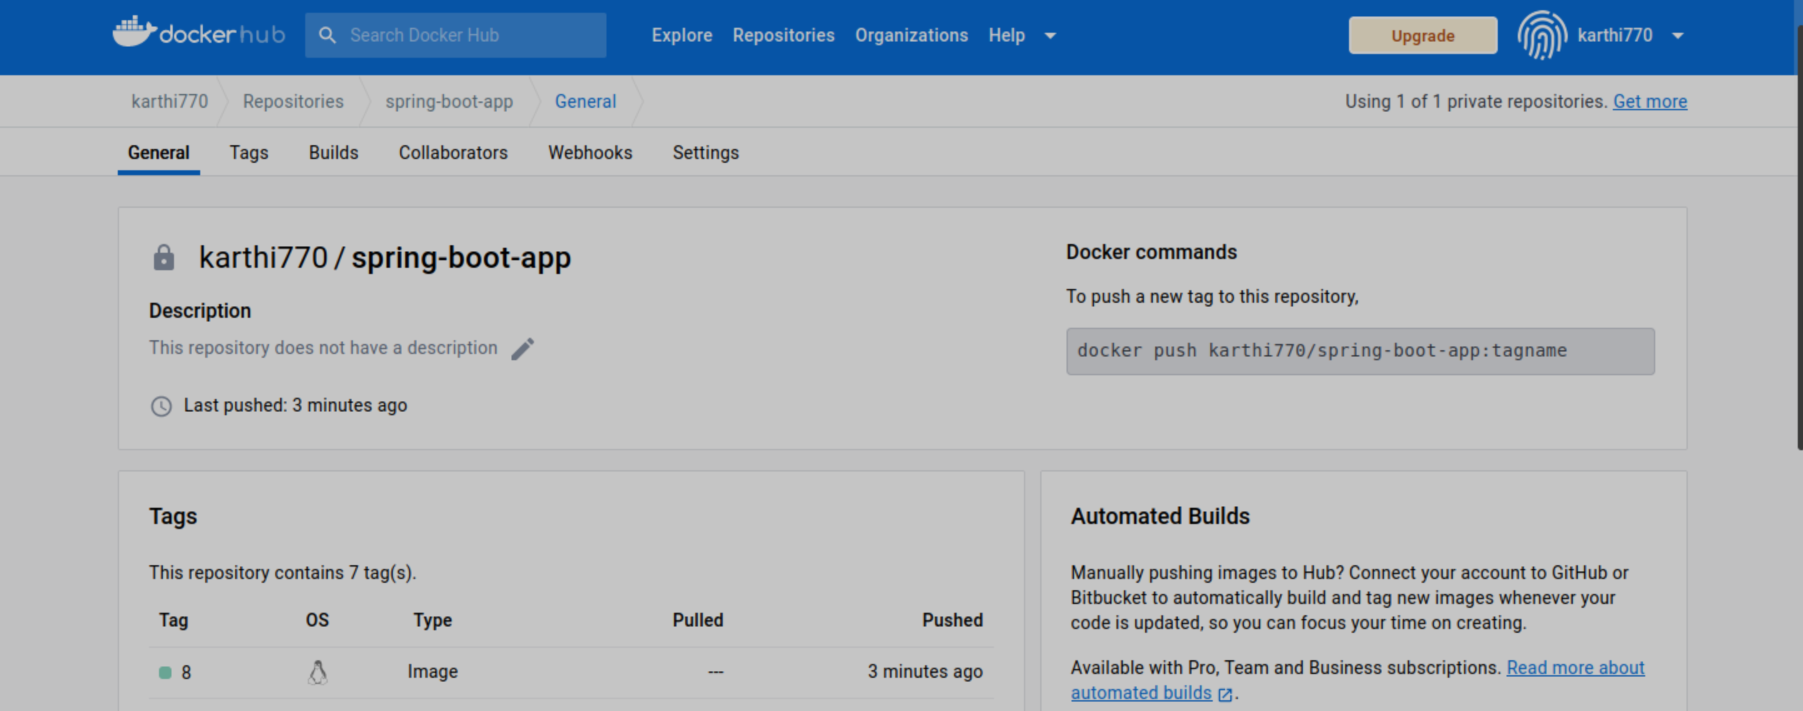 dockerhub Search Docker Hub Explore Repositories Organizations Help Upgrade karthi770
karthi770 Repositories spring-boot-app General Using 1 of 1 private repositories. Get more
General Tags Builds Collaborators Webhooks Settings
karthi770 / spring-boot-app
Description
This repository does not have a description
Last pushed: 3 minutes ago
Docker commands
To push a new tag to this repository,
docker push karthi770/spring-boot-app:tagname
Tags
This repository contains 7 tag(s).
Tag OS Type Pulled Pushed
8 Image --- 3 minutes ago
Automated Builds
Manually pushing images to Hub? Connect your account to GitHub or
Bitbucket to automatically build and tag new images whenever your
code is updated, so you can focus your time on creating.
Available with Pro, Team and Business subscriptions. Read more about
automated builds .